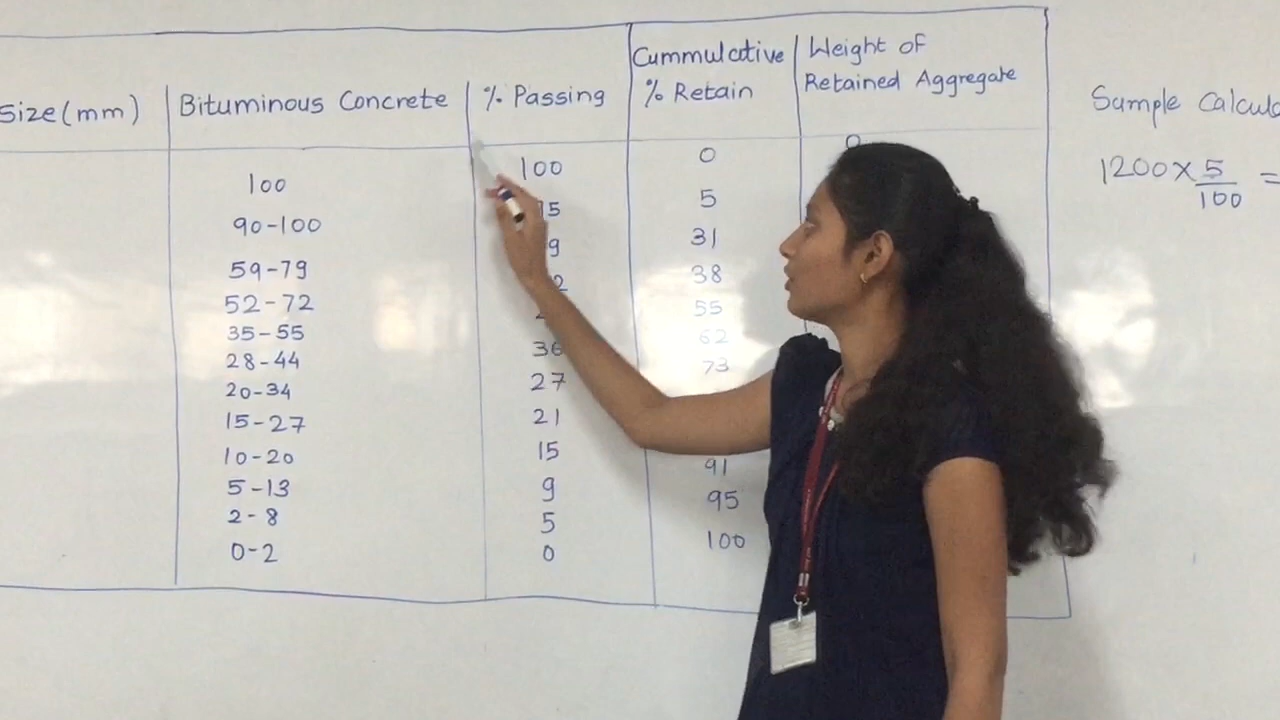 Size(mm) Bituminous Concrete % Passing Cummulative % Retain Weight of Retained Aggregate
100 100 0 0
90-100 5
59-79 31
52-72 38
35-55 55
28-44 36 62
20-34 27 73
15-27 21
10-20 15 91
5-13 9 95
2-8 5 100
0-2 0
Sample
1200 × 5/100 =